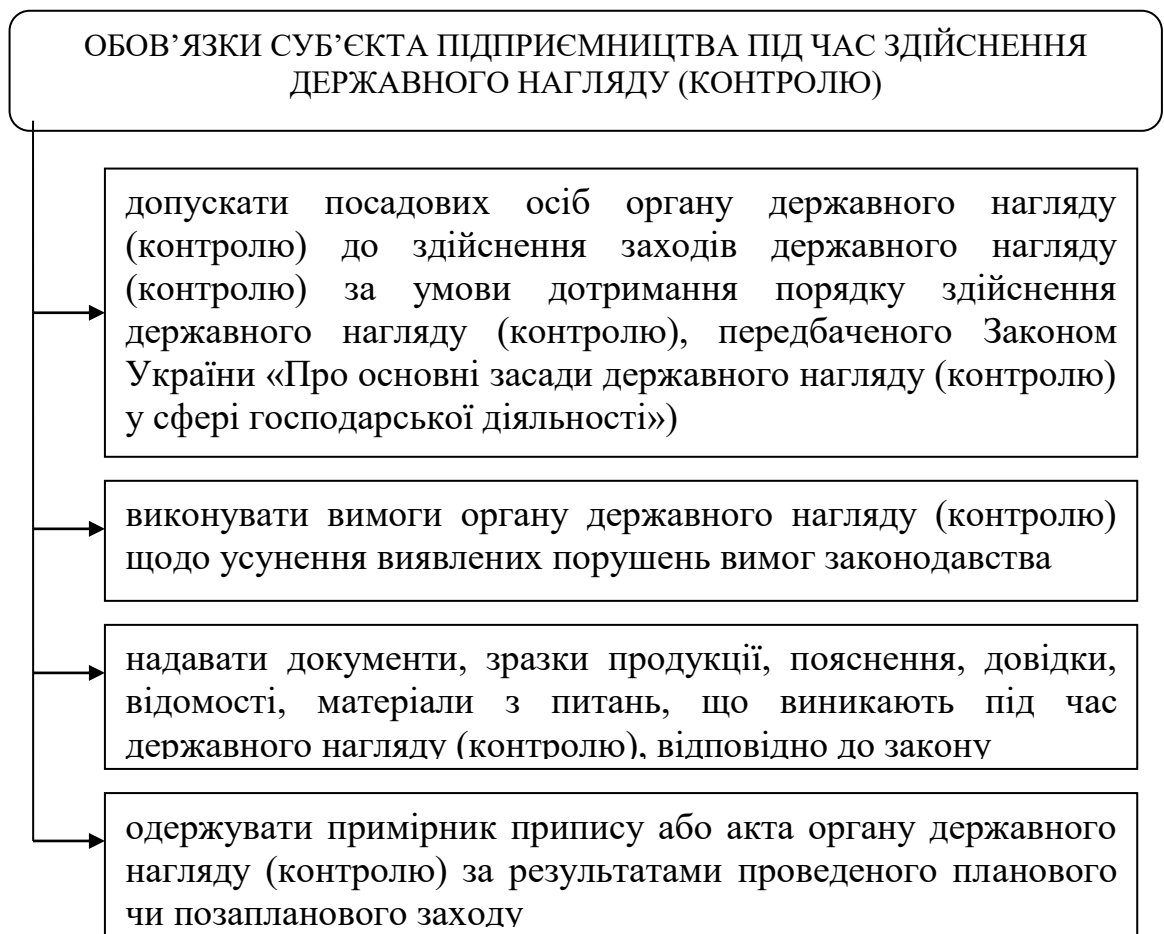 ОБОВ’ЯЗКИ СУБ’ЄКТА ПІДПРИЄМНИЦТВА ПІД ЧАС ЗДІЙСНЕННЯ
ДЕРЖАВНОГО НАГЛЯДУ (КОНТРОЛЮ)
допускати посадових осіб органу державного нагляду
(контролю) до здійснення заходів державного нагляду
(контролю) за умови дотримання порядку здійснення
державного нагляду (контролю), передбаченого Законом
України «Про основні засади державного нагляду (контролю)
у сфері господарської діяльності»)
виконувати вимоги органу державного нагляду (контролю)
щодо усунення виявлених порушень вимог законодавства
надавати документи, зразки продукції, пояснення, довідки,
відомості, матеріали з питань, що виникають під час
державного нагляду (контролю), відповідно до закону
одержувати примірник припису або акта органу державного
нагляду (контролю) за результатами проведеного планового
чи позапланового заходу